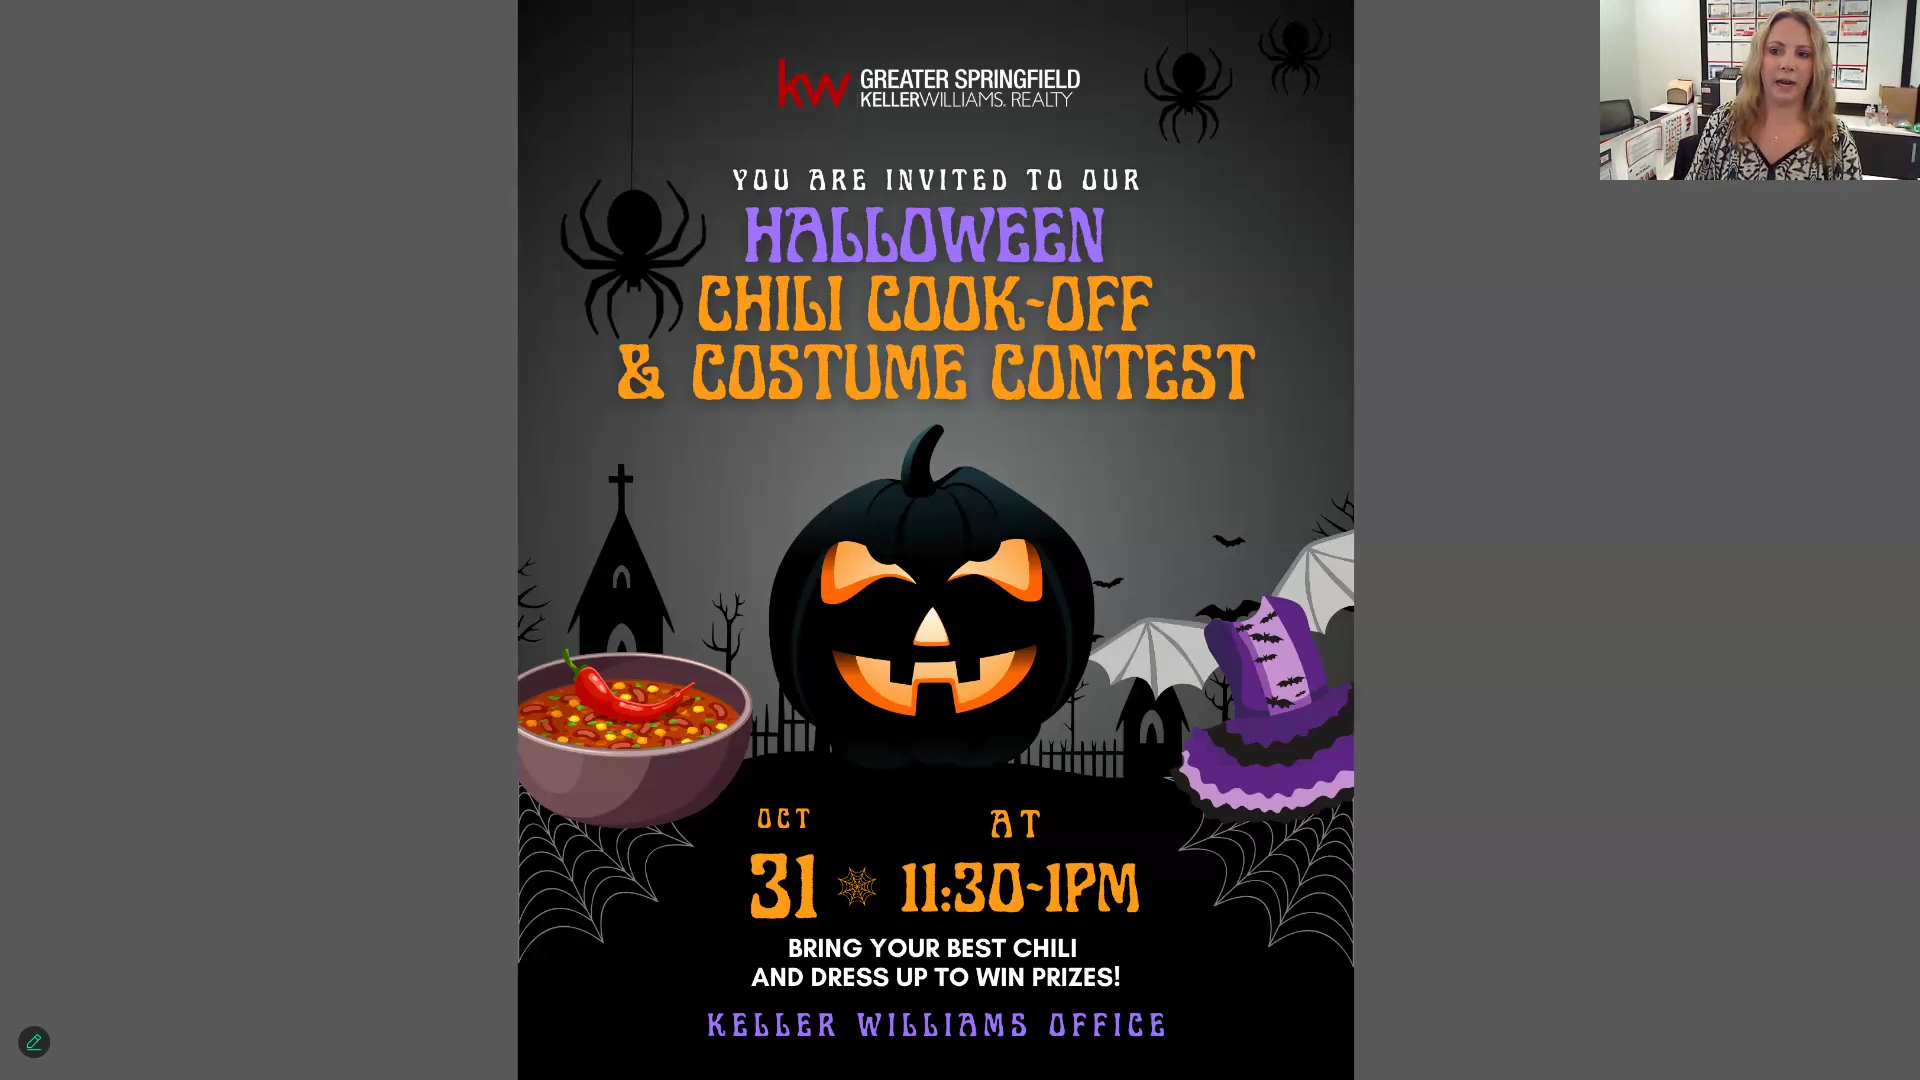 kw GREATER SPRINGFIELD
KELLERWILLIAMS. REALTY
YOU ARE INVITED TO OUR
HALLOWEEN
CHILI COOK-OFF
& COSTUME CONTEST
OCT
AT
31
11:30-1PM
BRING YOUR BEST CHILI
AND DRESS UP TO WIN PRIZES!
KELLER WILLIAMS OFFICE